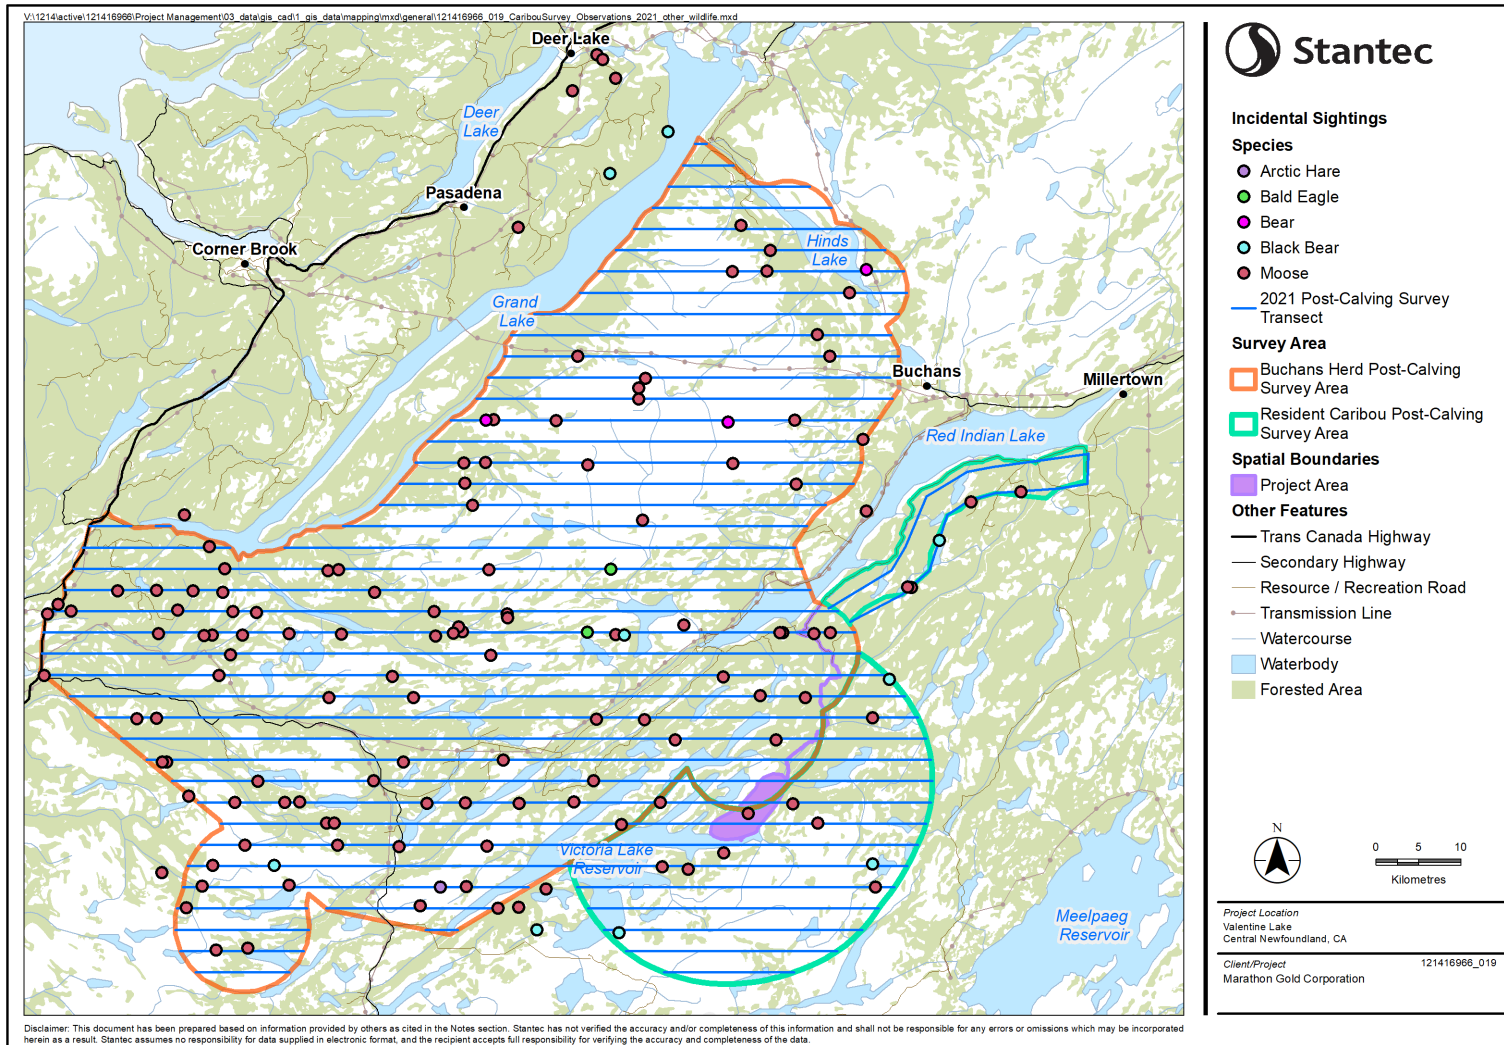 V:\1214\active\121416966\Project Management\03_data\gis_cad\1_gis_data\mapping\mxd\general\121416966_019_CaribouSurvey_Observations_2021_other_wildlife.mxd
Deer Lake
Deer
Lake
Pasadena
Corner Brook
Hinds
Lake
Grand
Lake
Buchans
Millertown
Red Indian Lake
Victoria Lake
Reservoir
Meelpaeg
Reservoir
Stantec
Incidental Sightings
Species
Arctic Hare
Bald Eagle
Bear
Black Bear
Moose
2021 Post-Calving Survey
Transect
Survey Area
Buchans Herd Post-Calving
Survey Area
Resident Caribou Post-Calving
Survey Area
Spatial Boundaries
Project Area
Other Features
Trans Canada Highway
Secondary Highway
Resource / Recreation Road
Transmission Line
Watercourse
Waterbody
Forested Area
N
0 5 10
Kilometres
Project Location
Valentine Lake
Central Newfoundland, CA
Client/Project 121416966_019
Marathon Gold Corporation
Disclaimer: This document has been prepared based on information provided by others as cited in the Notes section. Stantec has not verified the accuracy and/or completeness of this information and shall not be responsible for any errors or omissions which may be incorporated
herein as a result. Stantec assumes no responsibility for data supplied in electronic format, and the recipient accepts full responsibility for verifying the accuracy and completeness of the data.